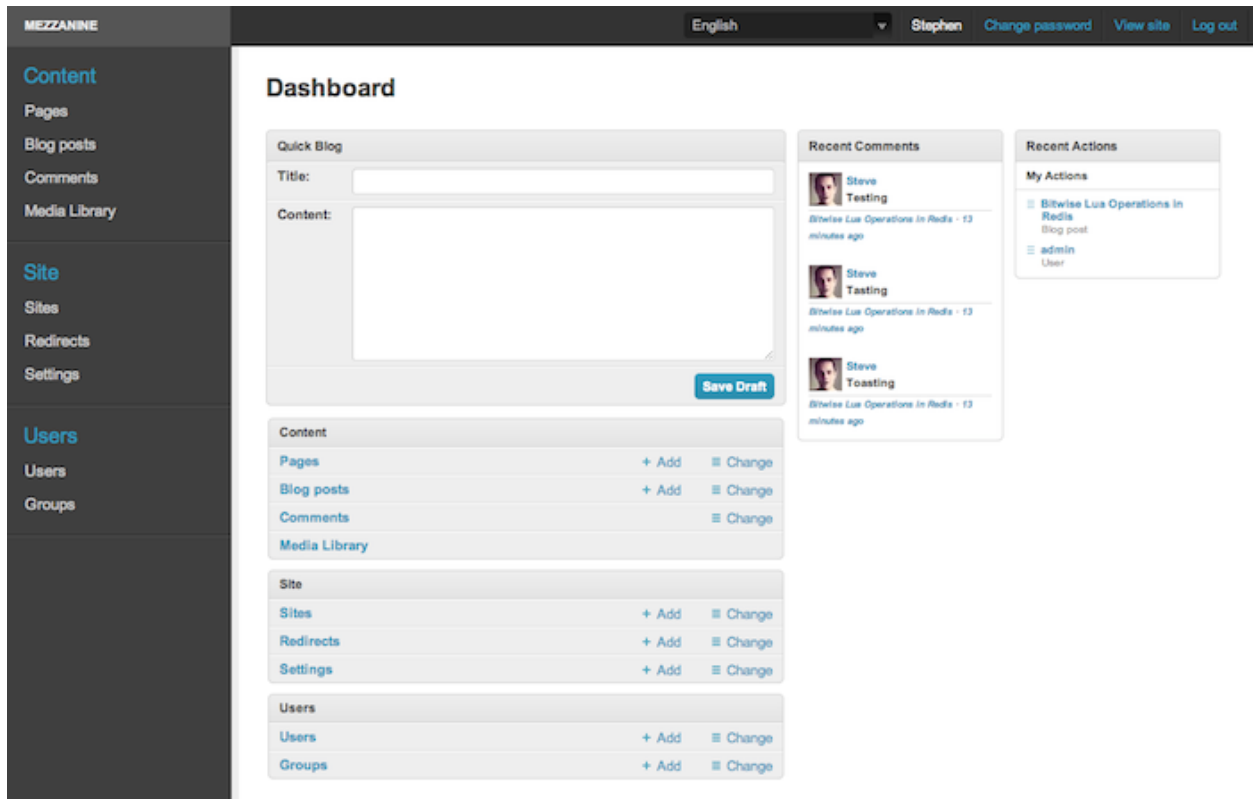 MEZZANINE
English
Stephen
Change password
View site
Log out
Content
Pages
Blog posts
Comments
Media Library
Site
Sites
Redirects
Settings
Users
Users
Groups
Dashboard
Quick Blog
Title:
Content:
Save Draft
Content
Pages + Add Change
Blog posts + Add Change
Comments Change
Media Library
Site
Sites + Add Change
Redirects + Add Change
Settings + Add Change
Users
Users + Add Change
Groups + Add Change
Recent Comments
Steve
Testing
Bitwise Lua Operations in Redis · 13
minutes ago
Steve
Tasting
Bitwise Lua Operations in Redis · 13
minutes ago
Steve
Toasting
Bitwise Lua Operations in Redis · 13
minutes ago
Recent Actions
My Actions
Bitwise Lua Operations in
Redis
Blog post
admin
User